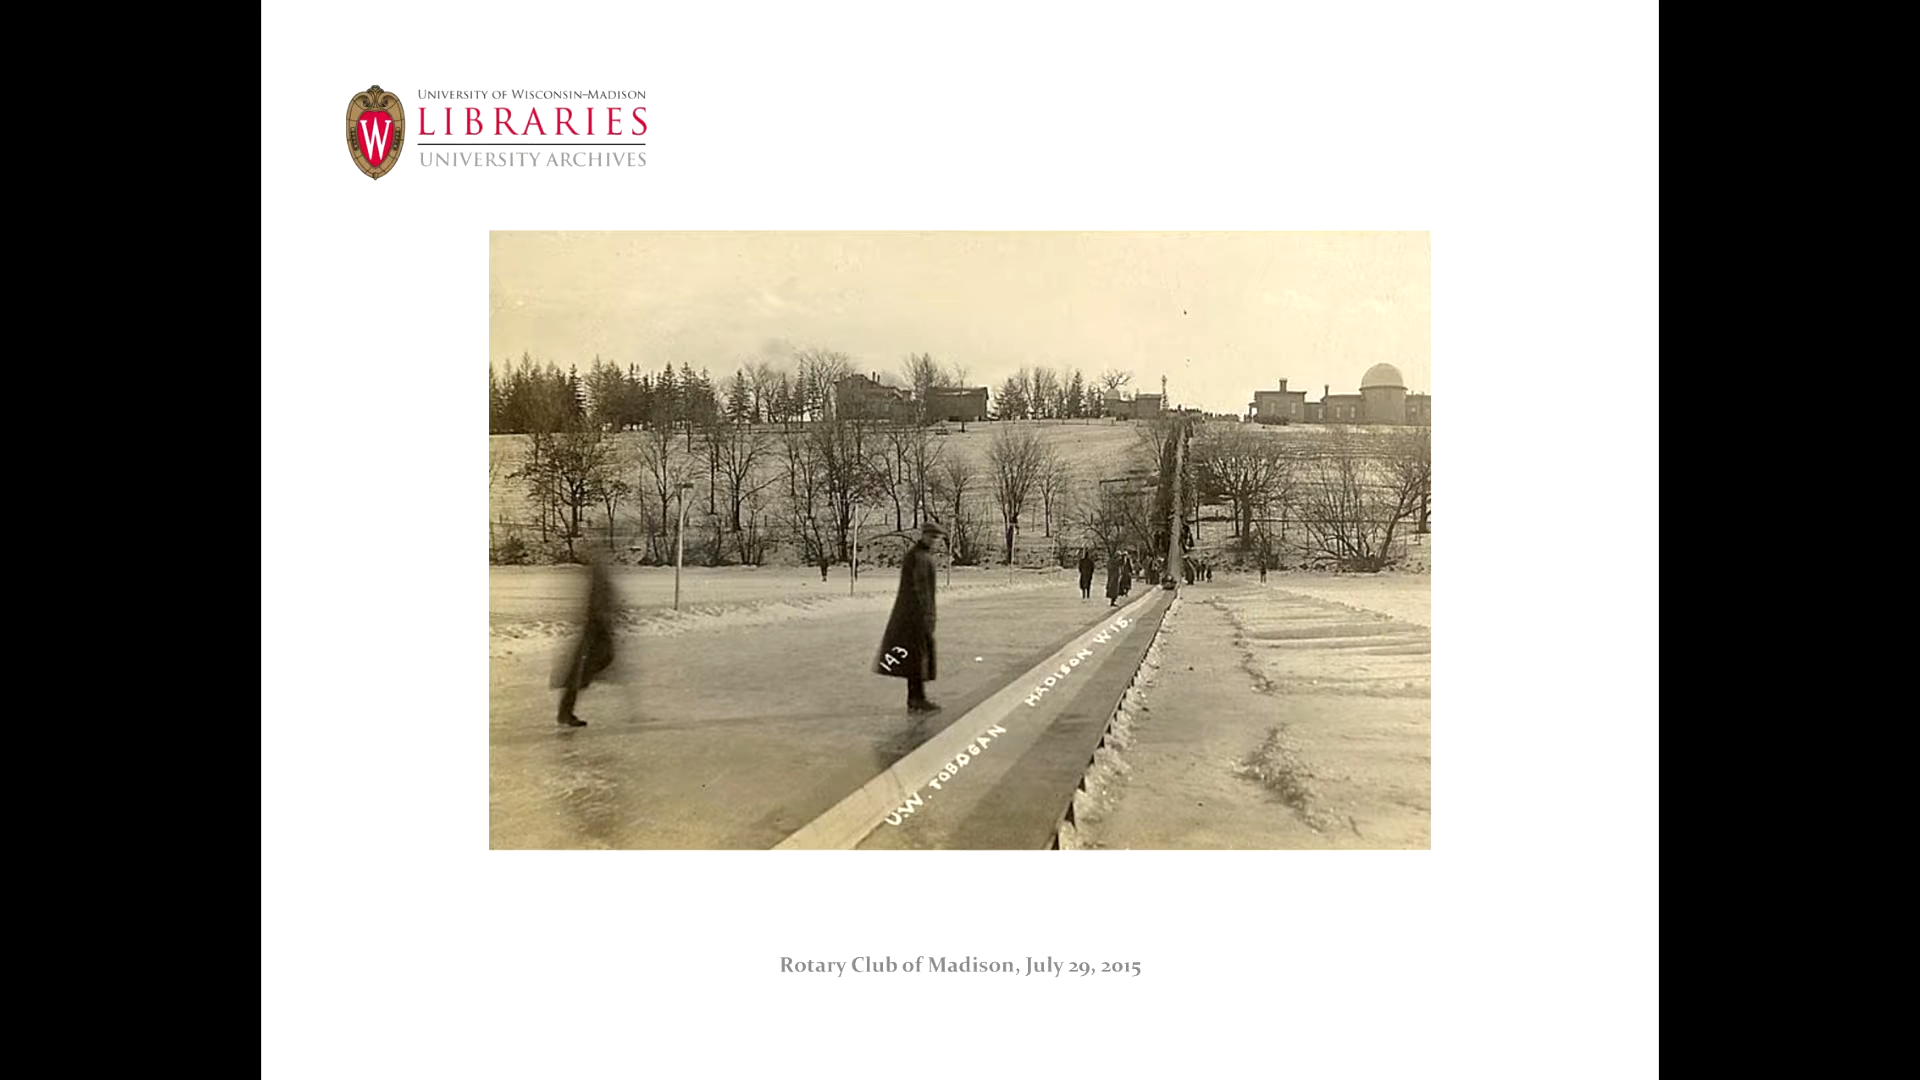 UNIVERSITY OF WISCONSIN–MADISON
LIBRARIES
UNIVERSITY ARCHIVES
W
143
U.W. TOBOGAN MADISON WIS.
Rotary Club of Madison, July 29, 2015